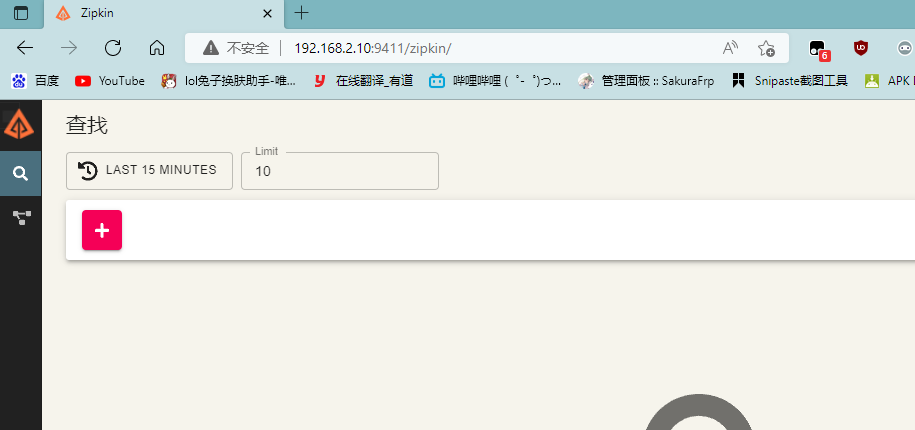 Zipkin
不安全 192.168.2.10:9411/zipkin/
6
百度 YouTube lol兔子换肤助手-唯... 在线翻译_有道 哔哩哔哩 ( ゜- ゜)つ... 管理面板 :: SakuraFrp Snipaste截图工具 APK
查找
LAST 15 MINUTES
Limit
10